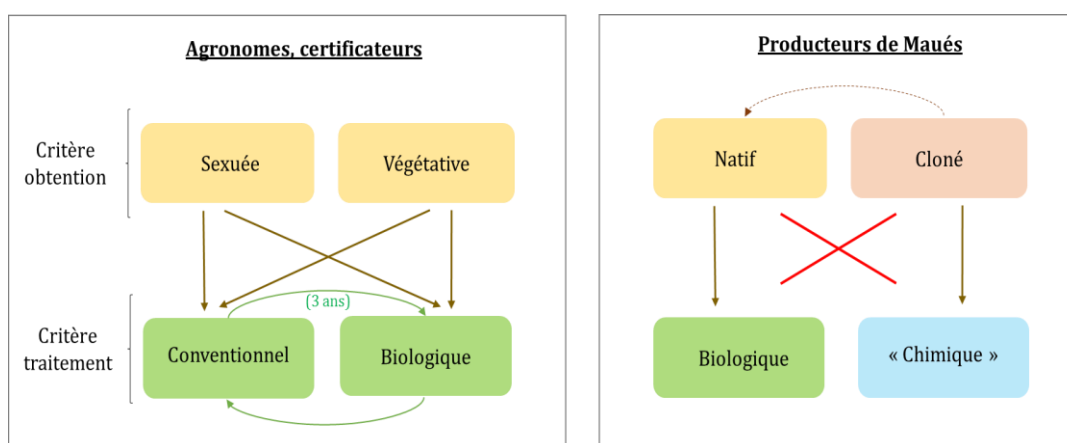 Agronomes, certificateurs
Critère
obtention
Sexuée
Végétative
(3 ans)
Critère
traitement
Conventionnel
Biologique
Producteurs de Maués
Natif
Cloné
Biologique
« Chimique »